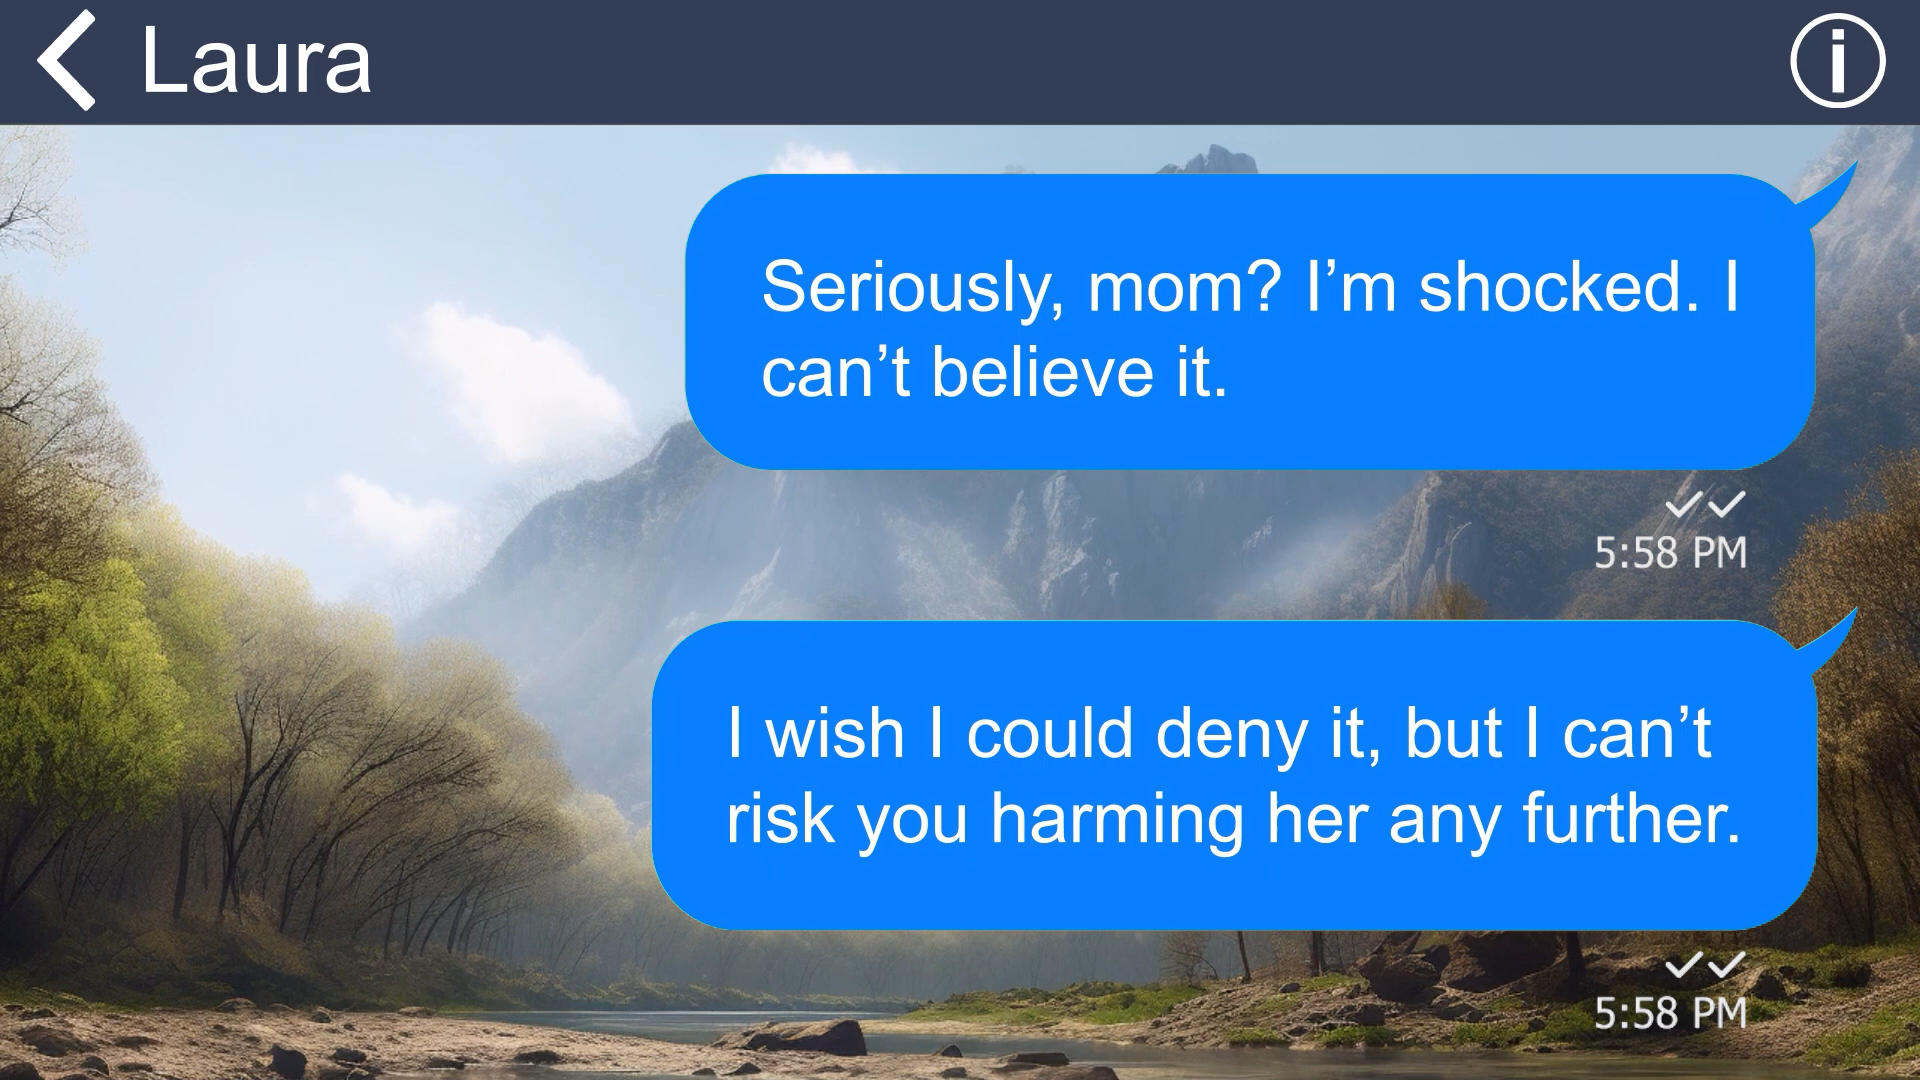 Laura
Seriously, mom? I’m shocked. I
can’t believe it.
5:58 PM
I wish I could deny it, but I can’t
risk you harming her any further.
5:58 PM